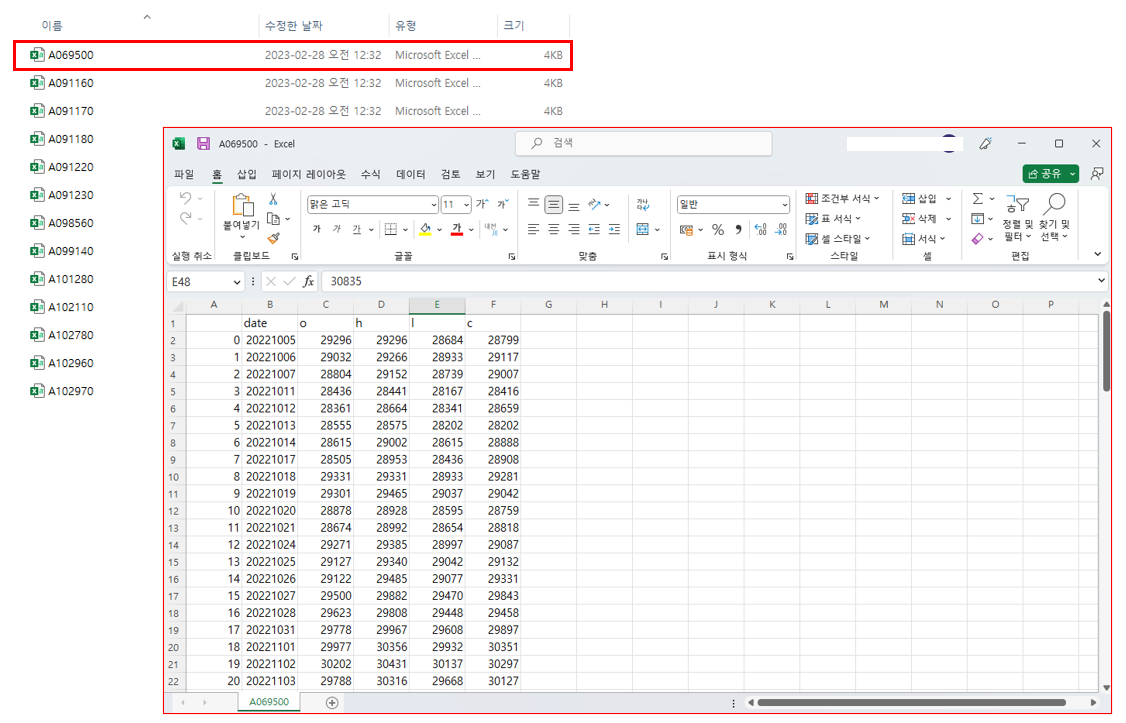 이름 수정한 날짜 유형 크기
A069500 2023-02-28 오전 12:32 Microsoft Excel ... 4KB
A091160 2023-02-28 오전 12:32 Microsoft Excel ... 4KB
A091170 2023-02-28 오전 12:32 Microsoft Excel ... 4KB
A091180
A091220
A091230
A098560
A099140
A101280
A102110
A102780
A102960
A102970
A069500 - Excel 검색
파일 홈 삽입 페이지 레이아웃 수식 데이터 검토 보기 도움말 공유
붙여넣기
맑은 고딕 11 가 가
가 가 가 가 내천
가나다
일반
%
조건부 서식
표 서식
셀 스타일
삽입
삭제
서식
정렬 및 필터
찾기 및 선택
실행 취소 클립보드 글꼴 맞춤 표시 형식 스타일 셀 편집
E48 fx 30835
A B C D E F G H I J K L M N O P
1 date o h l c
2 0 20221005 29296 29296 28684 28799
3 1 20221006 29032 29266 28933 29117
4 2 20221007 28804 29152 28739 29007
5 3 20221011 28436 28441 28167 28416
6 4 20221012 28361 28664 28341 28659
7 5 20221013 28555 28575 28202 28202
8 6 20221014 28615 29002 28615 28888
9 7 20221017 28505 28953 28436 28908
10 8 20221018 29331 29331 28933 29281
11 9 20221019 29301 29465 29037 29042
12 10 20221020 28878 28928 28595 28759
13 11 20221021 28674 28992 28654 28818
14 12 20221024 29271 29385 28997 29087
15 13 20221025 29127 29340 29042 29132
16 14 20221026 29122 29485 29077 29331
17 15 20221027 29500 29882 29470 29843
18 16 20221028 29623 29808 29448 29458
19 17 20221031 29778 29967 29608 29897
20 18 20221101 29977 30356 29932 30351
21 19 20221102 30202 30431 30137 30297
22 20 20221103 29788 30316 29668 30127
A069500